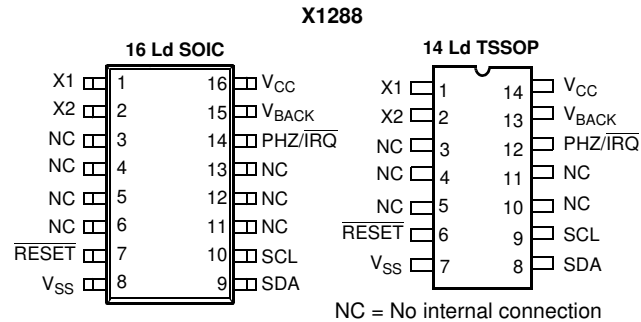 X1288
16 Ld SOIC
X1 1 16 VCC
X2 2 15 VBACK
NC 3 14 PHZ/IRQ
NC 4 13 NC
NC 5 12 NC
NC 6 11 NC
RESET 7 10 SCL
VSS 8 9 SDA
14 Ld TSSOP
X1 1 14 VCC
X2 2 13 VBACK
NC 3 12 PHZ/IRQ
NC 4 11 NC
NC 5 10 NC
RESET 6 9 SCL
VSS 7 8 SDA
NC = No internal connection